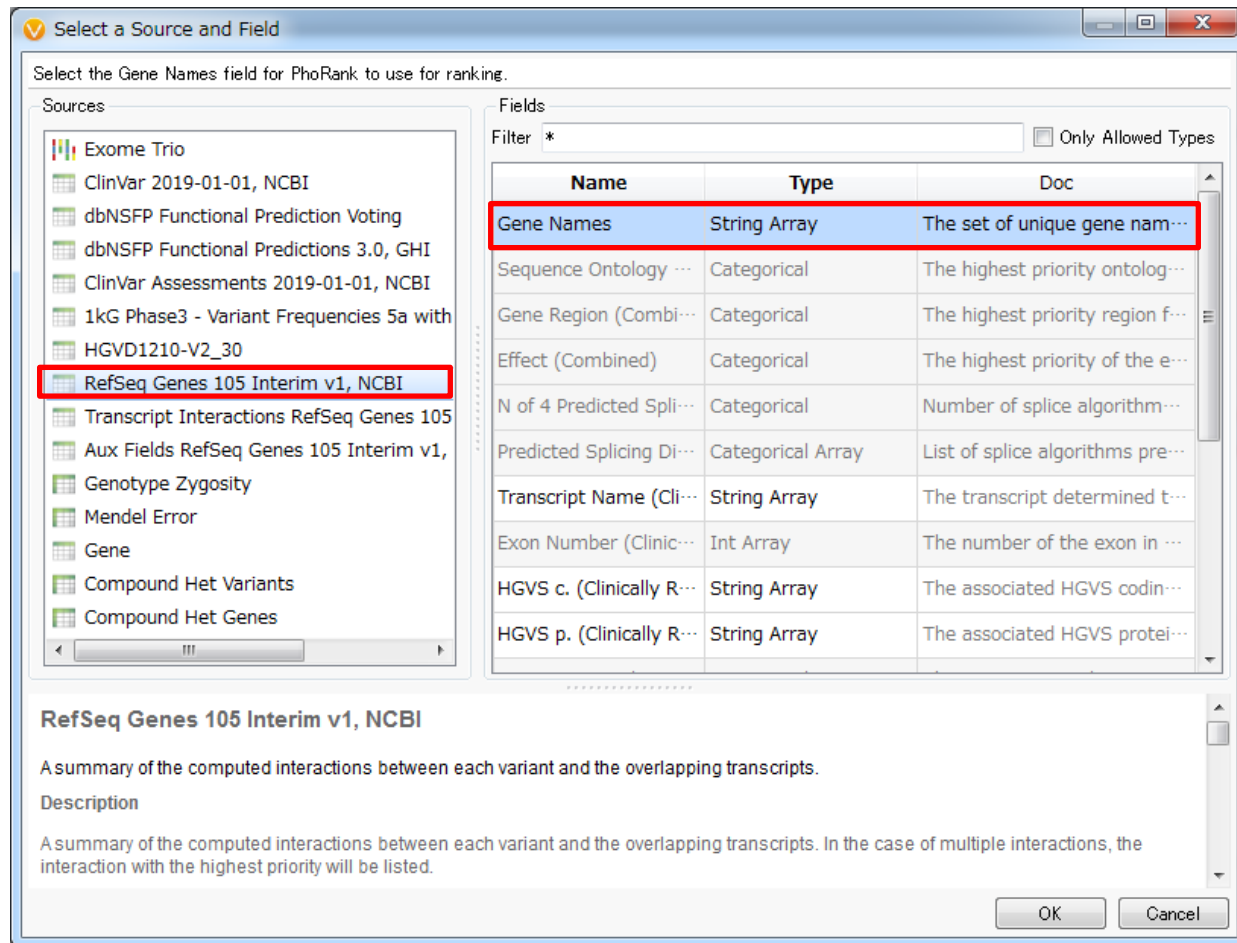 Select a Source and Field
Select the Gene Names field for PhoRank to use for ranking.
Sources
Exome Trio
ClinVar 2019-01-01, NCBI
dbNSFP Functional Prediction Voting
dbNSFP Functional Predictions 3.0, GHI
ClinVar Assessments 2019-01-01, NCBI
1kG Phase3 - Variant Frequencies 5a with
HGVD1210-V2_30
RefSeq Genes 105 Interim v1, NCBI
Transcript Interactions RefSeq Genes 105
Aux Fields RefSeq Genes 105 Interim v1,
Genotype Zygosity
Mendel Error
Gene
Compound Het Variants
Compound Het Genes
Fields
Filter * Only Allowed Types
Name Type Doc
Gene Names String Array The set of unique gene nam···
Sequence Ontology ··· Categorical The highest priority ontolog···
Gene Region (Combi··· Categorical The highest priority region f···
Effect (Combined) Categorical The highest priority of the e···
N of 4 Predicted Spli··· Categorical Number of splice algorithm···
Predicted Splicing Di··· Categorical Array List of splice algorithms pre···
Transcript Name (Cli··· String Array The transcript determined t···
Exon Number (Clinic··· Int Array The number of the exon in ···
HGVS c. (Clinically R··· String Array The associated HGVS codin···
HGVS p. (Clinically R··· String Array The associated HGVS protei···
RefSeq Genes 105 Interim v1, NCBI
A summary of the computed interactions between each variant and the overlapping transcripts.
Description
A summary of the computed interactions between each variant and the overlapping transcripts. In the case of multiple interactions, the
interaction with the highest priority will be listed.
OK Cancel